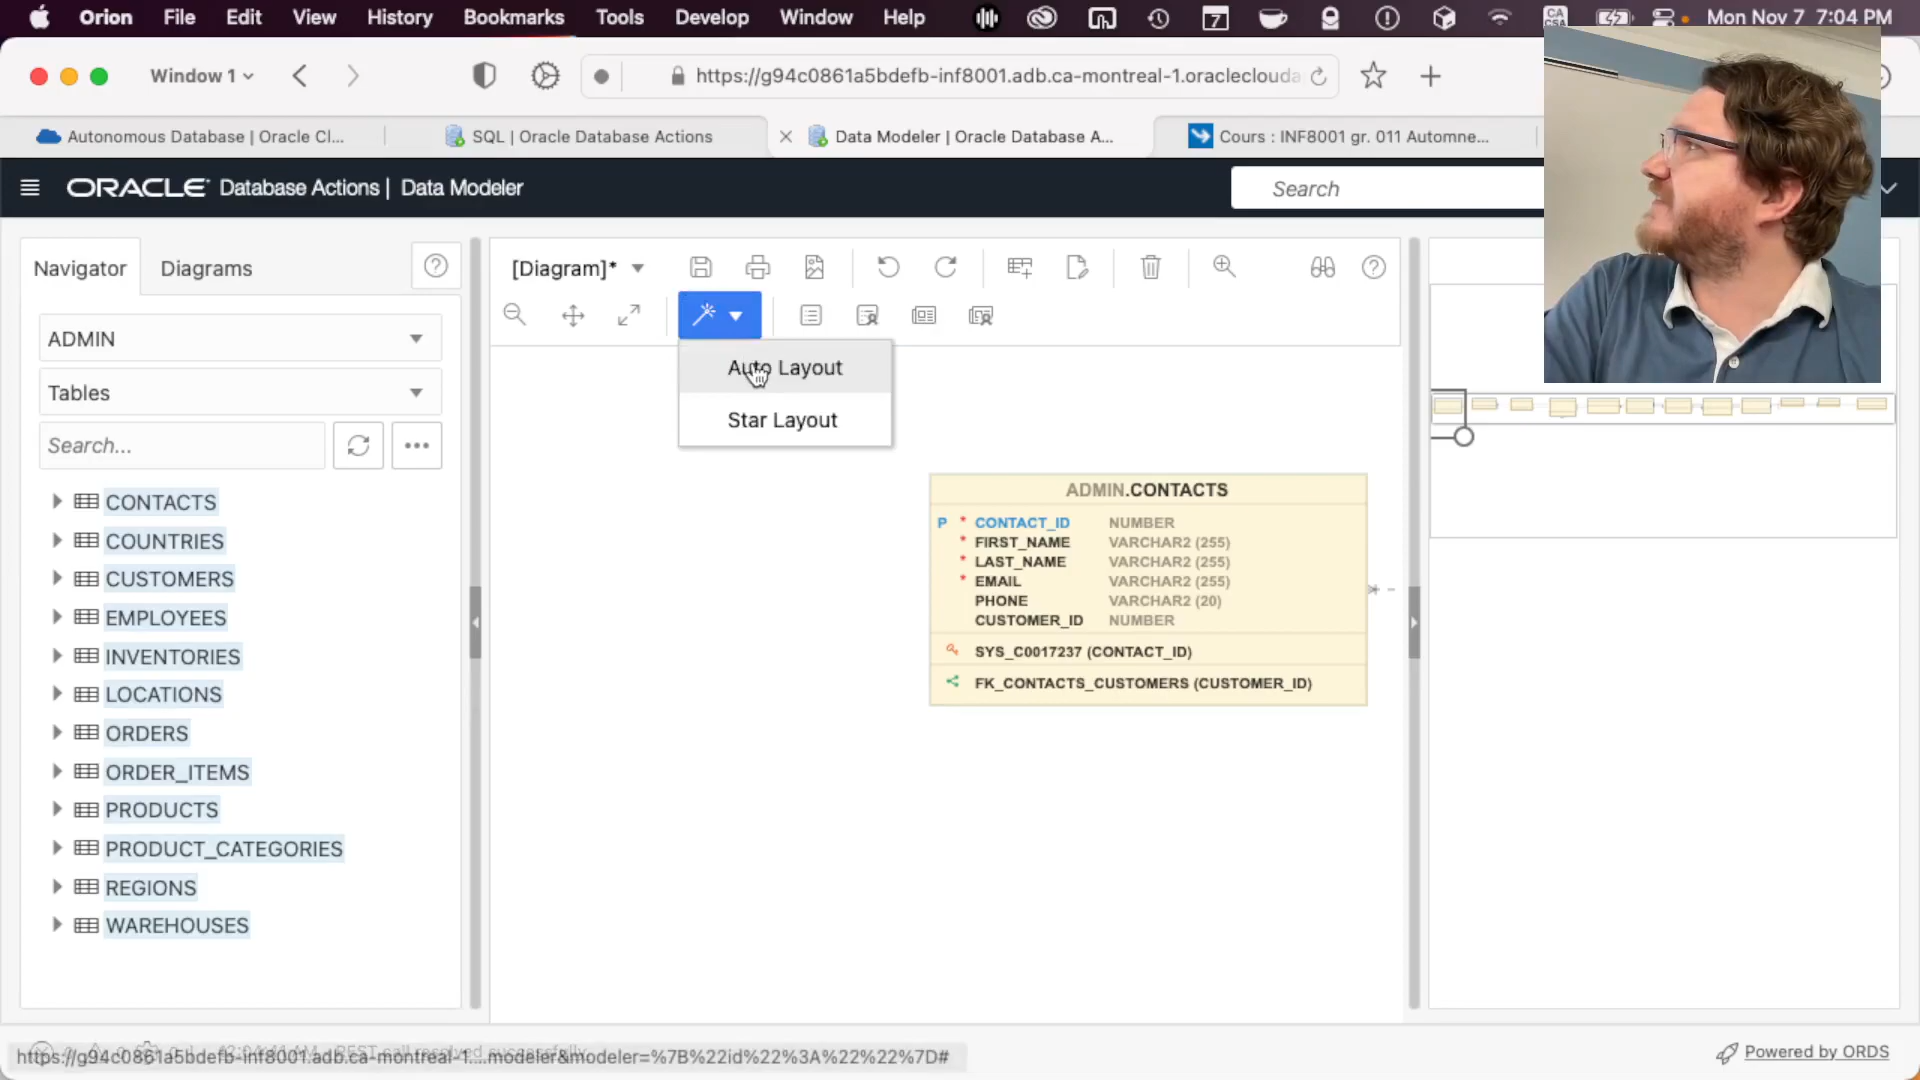 Orion File Edit View History Bookmarks Tools Develop Window Help 7 CA CSA Mon Nov 7 7:04 PM
Window 1 https://g94c0861a5bdefb-inf8001.adb.ca-montreal-1.oracleclouda
Autonomous Database | Oracle Cl... SQL | Oracle Database Actions Data Modeler | Oracle Database A... Cours : INF8001 gr. 011 Automne...
ORACLE Database Actions | Data Modeler Search
Navigator Diagrams
[Diagram]*
ADMIN
Tables
Search...
Auto Layout
Star Layout
CONTACTS
COUNTRIES
CUSTOMERS
EMPLOYEES
INVENTORIES
LOCATIONS
ORDERS
ORDER_ITEMS
PRODUCTS
PRODUCT_CATEGORIES
REGIONS
WAREHOUSES
ADMIN.CONTACTS
P * CONTACT_ID NUMBER
* FIRST_NAME VARCHAR2 (255)
* LAST_NAME VARCHAR2 (255)
* EMAIL VARCHAR2 (255)
PHONE VARCHAR2 (20)
CUSTOMER_ID NUMBER
SYS_C0017237 (CONTACT_ID)
FK_CONTACTS_CUSTOMERS (CUSTOMER_ID)
https://g94c0861a5bdefb-inf8001.adb.ca-montreal-1....modeler&modeler=%7B%22id%22%3A%22%22%7D#
Powered by ORDS